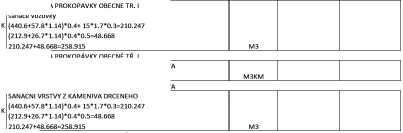 A PROKOPAVKY OBECNE TR. I
sanaci vozovky
K (440.6+57.8*1.14)*0.4+ 15*1.7*0.3=210.247
(212.9+26.7*1.14)*0.4*0.5=48.668
210.247+48.668=258.915 M3
A PROKOPAVKY OBECNÉ TŘ. I
A
M3KM
A
SANACNI VRSTVY Z KAMENIVA DRCENEHO
K (440.6+57.8*1.14)*0.4+ 15*1.7*0.3=210.247
(212.9+26.7*1.14)*0.4*0.5=48.668
210.247+48.668=258.915 M3